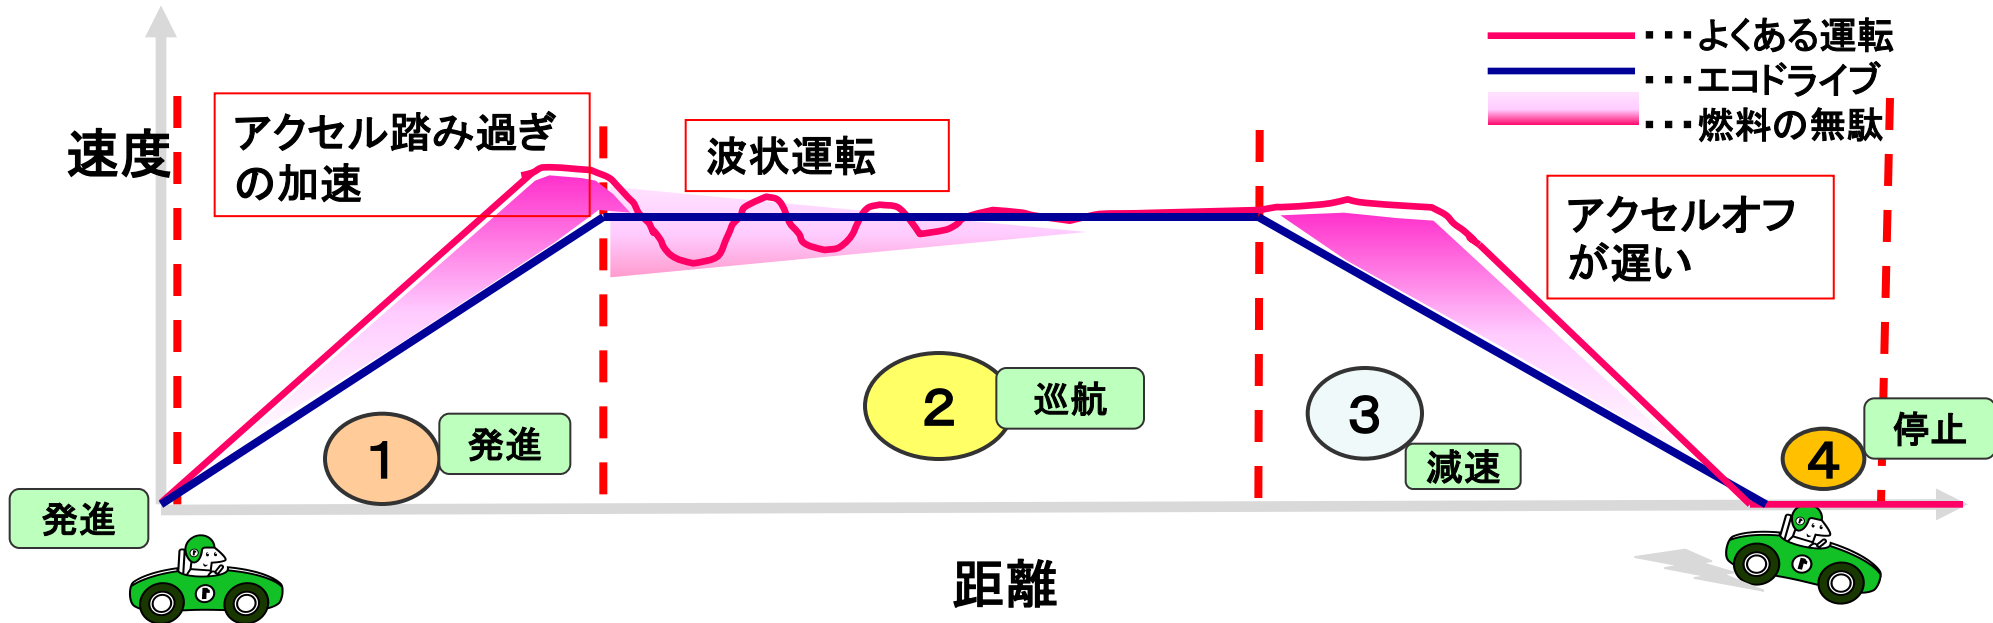 ・・・よくある運転
・・・エコドライブ
・・・燃料の無駄
速度
アクセル踏み過ぎ
の加速
波状運転
アクセルオフ
が遅い
1
発進
2
巡航
3
減速
4
停止
発進
距離